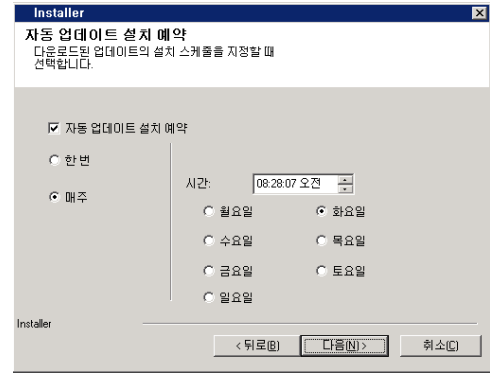 Installer
자동 업데이트 설치 예약
다운로드된 업데이트의 설치 스케줄을 지정할 때
선택합니다.
자동 업데이트 설치 예약
한 번
매주
시간: 08:28:07 오전
월요일 화요일
수요일 목요일
금요일 토요일
일요일
Installer
< 뒤로(B) 다음(N) > 취소(C)